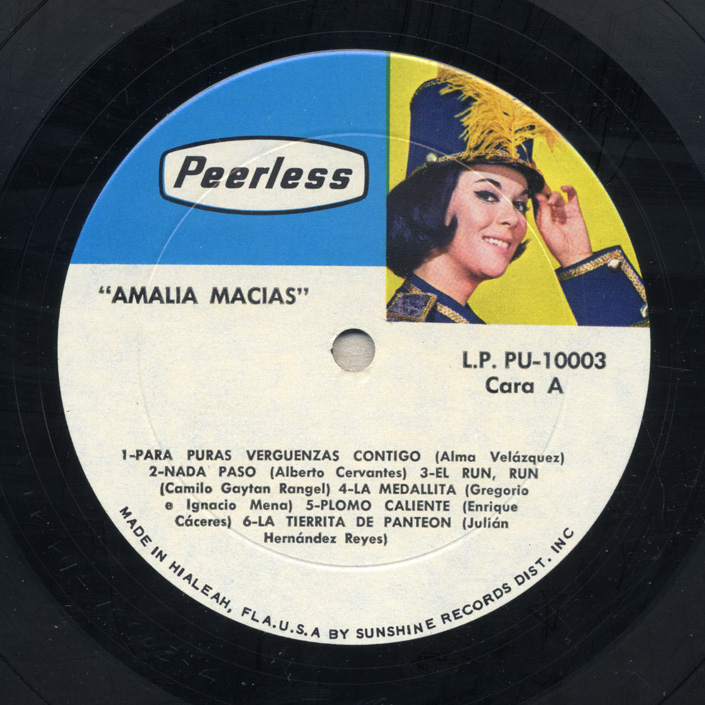 Peerless
"AMALIA MACIAS"
L.P. PU-10003
Cara A
1-PARA PURAS VERGUENZAS CONTIGO (Alma Velázquez)
2-NADA PASO (Alberto Cervantes) 3-EL RUN, RUN
(Camilo Gaytan Rangel) 4-LA MEDALLITA (Gregorio
e Ignacio Mena) 5-PLOMO CALIENTE (Enrique
Cáceres) 6-LA TIERRITA DE PANTEON (Julián
Hernández Reyes)
MADE IN HIALEAH, FLA.U.S.A BY SUNSHINE RECORDS DIST. INC